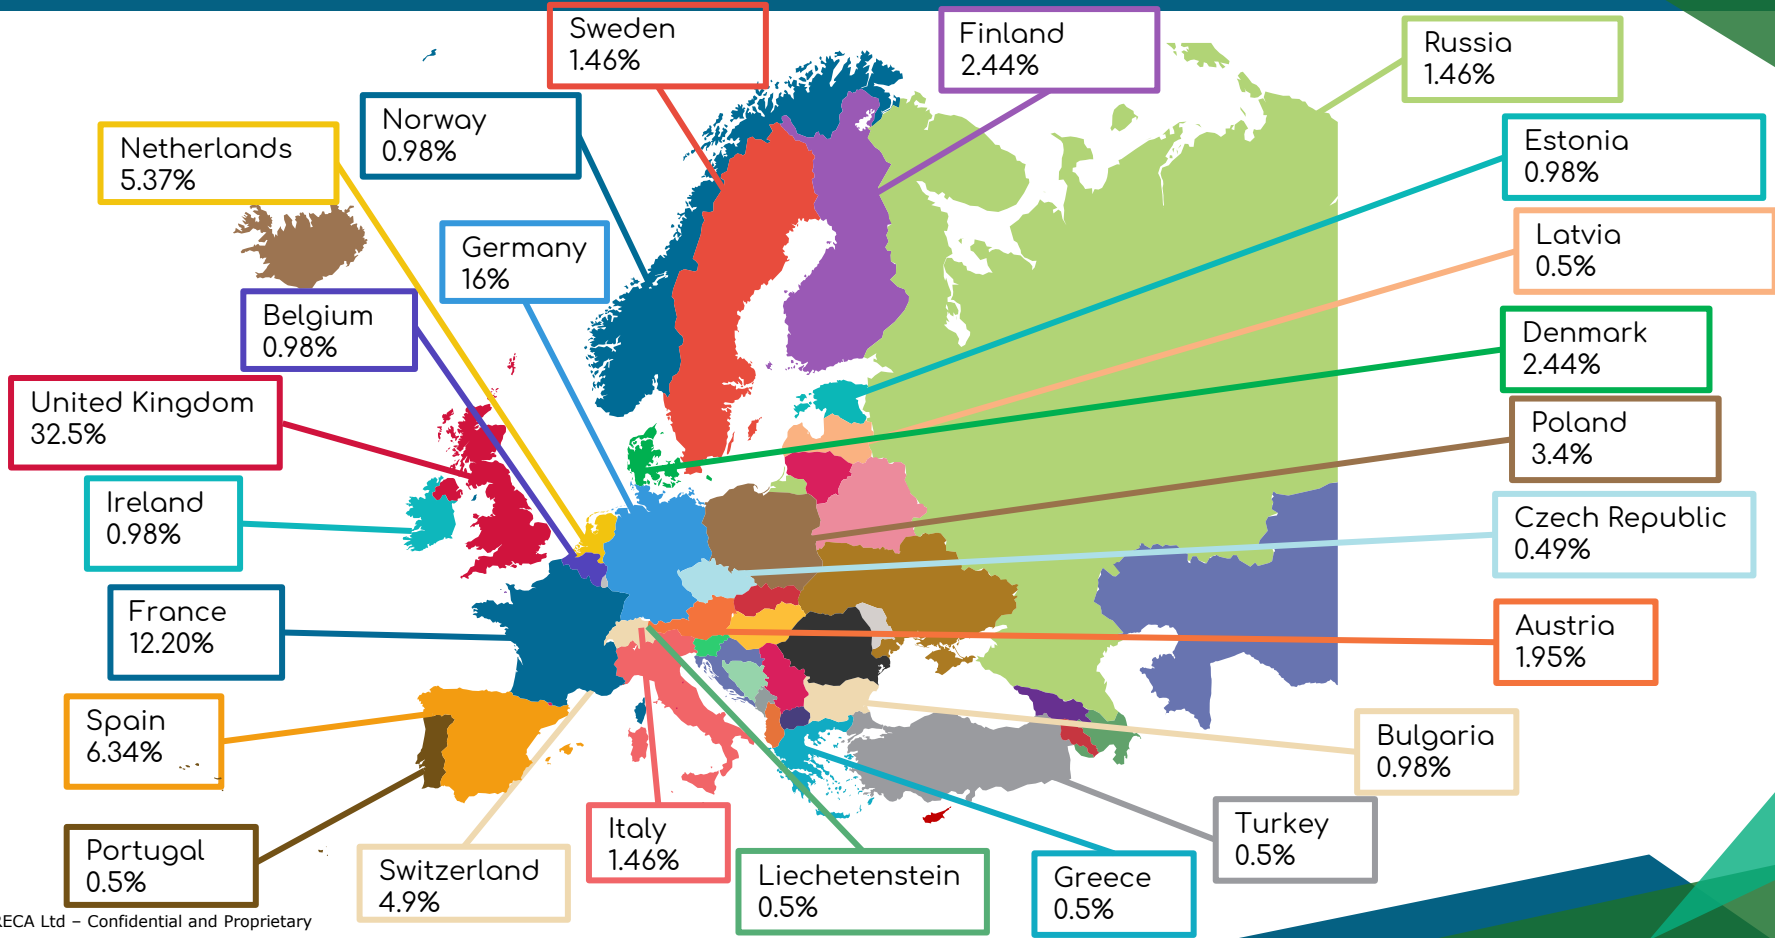 Sweden
1.46%
Finland
2.44%
Russia
1.46%
Norway
0.98%
Netherlands
5.37%
Estonia
0.98%
Germany
16%
Latvia
0.5%
Belgium
0.98%
Denmark
2.44%
United Kingdom
32.5%
Poland
3.4%
Ireland
0.98%
Czech Republic
0.49%
France
12.20%
Austria
1.95%
Spain
6.34%
Bulgaria
0.98%
Portugal
0.5%
Switzerland
4.9%
Italy
1.46%
Liechetenstein
0.5%
Greece
0.5%
Turkey
0.5%
RECA Ltd – Confidential and Proprietary